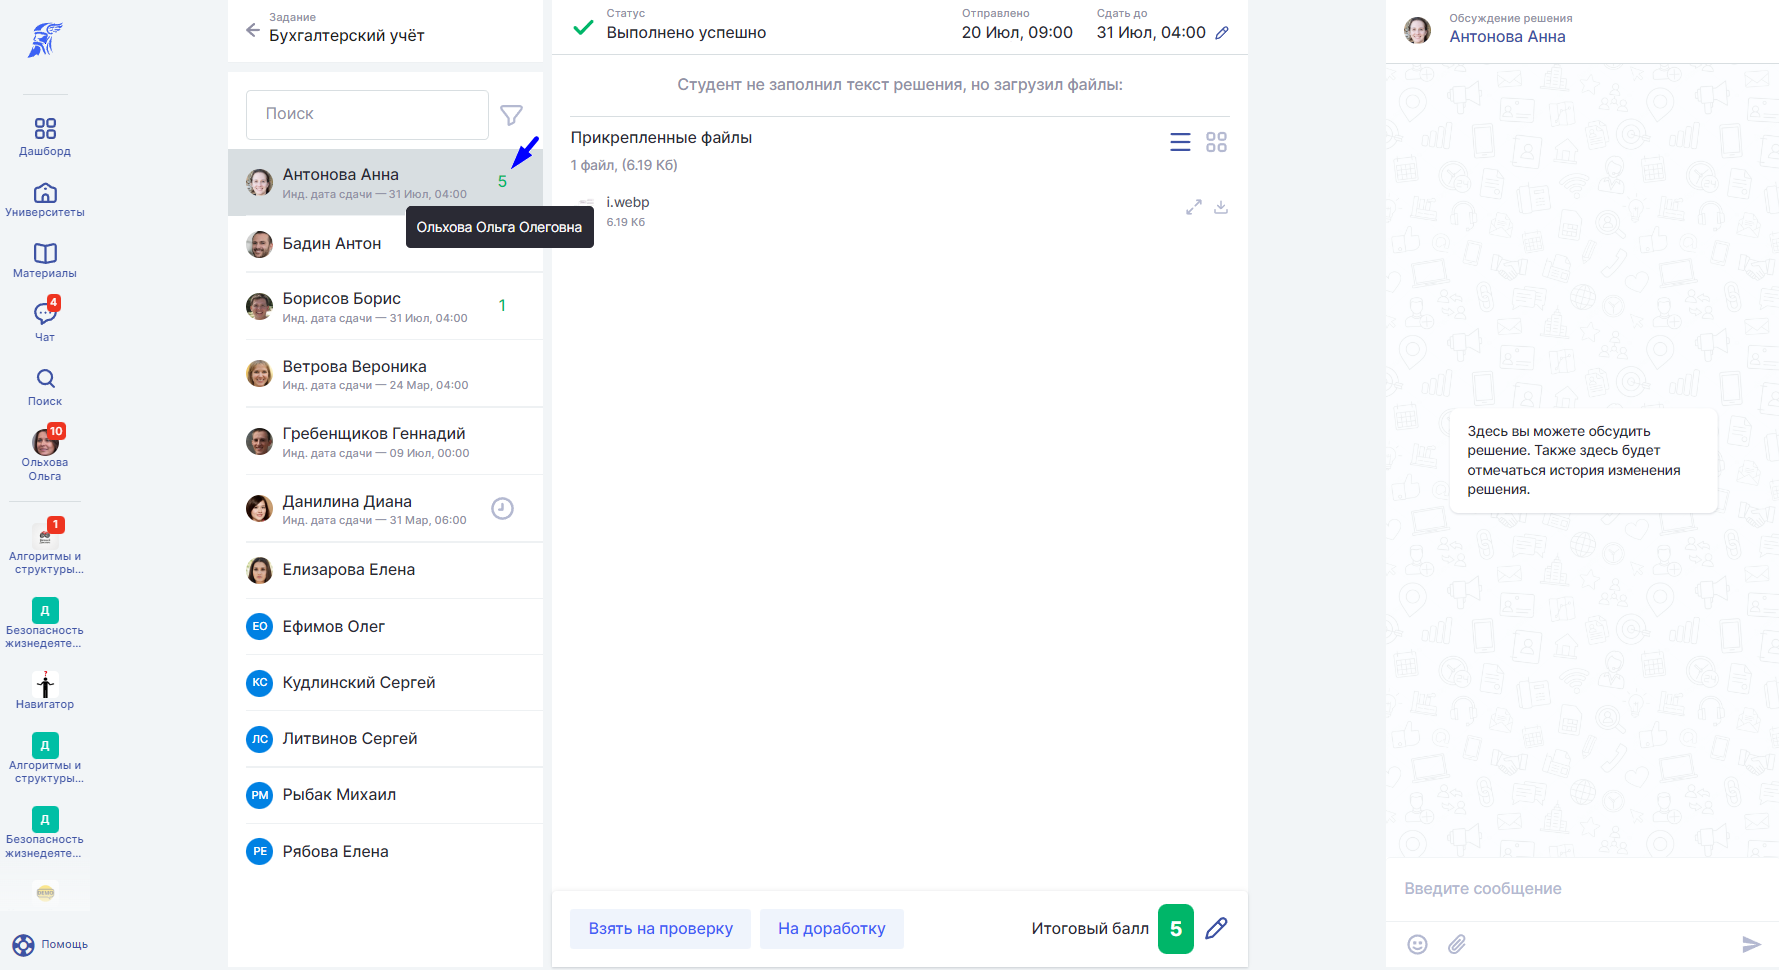 Дашборд
Университеты
Материалы
4
Чат
Поиск
10
Ольхова
Ольга
1
Алгоритмы и
структуры...
Д
Безопасность
жизнедеяте...
Навигатор
Д
Алгоритмы и
структуры...
Д
Безопасность
жизнедеяте...
DEMO
Помощь
Задание
Бухгалтерский учёт
Поиск
Антонова Анна
Инд. дата сдачи — 31 Июл, 04:00
5
Ольхова Ольга Олеговна
Бадин Антон
Борисов Борис
Инд. дата сдачи — 31 Июл, 04:00
1
Ветрова Вероника
Инд. дата сдачи — 24 Мар, 04:00
Гребенщиков Геннадий
Инд. дата сдачи — 09 Июл, 00:00
Данилина Диана
Инд. дата сдачи — 31 Мар, 06:00
Елизарова Елена
ЕО Ефимов Олег
КС Кудлинский Сергей
ЛС Литвинов Сергей
РМ Рыбак Михаил
РЕ Рябова Елена
Статус
Выполнено успешно
Отправлено
20 Июл, 09:00
Сдать до
31 Июл, 04:00
Студент не заполнил текст решения, но загрузил файлы:
Прикрепленные файлы
1 файл, (6.19 Кб)
i.webp
6.19 Кб
Взять на проверку
На доработку
Итоговый балл 5
Обсуждение решения
Антонова Анна
Здесь вы можете обсудить
решение. Также здесь будет
отмечаться история изменения
решения.
Введите сообщение